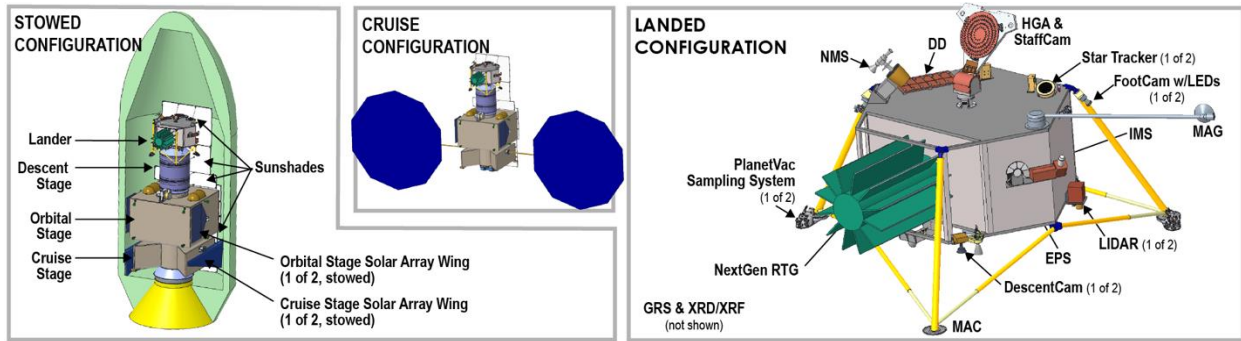 STOWED
CONFIGURATION
Lander
Descent
Stage
Orbital
Stage
Cruise
Stage
Sunshades
Orbital Stage Solar Array Wing
(1 of 2, stowed)
Cruise Stage Solar Array Wing
(1 of 2, stowed)
CRUISE
CONFIGURATION
LANDED
CONFIGURATION
HGA &
StaffCam
NMS
DD
Star Tracker (1 of 2)
FootCam w/LEDs
(1 of 2)
MAG
IMS
PlanetVac
Sampling System
(1 of 2)
LIDAR (1 of 2)
EPS
NextGen RTG
DescentCam (1 of 2)
GRS & XRD/XRF
(not shown)
MAC